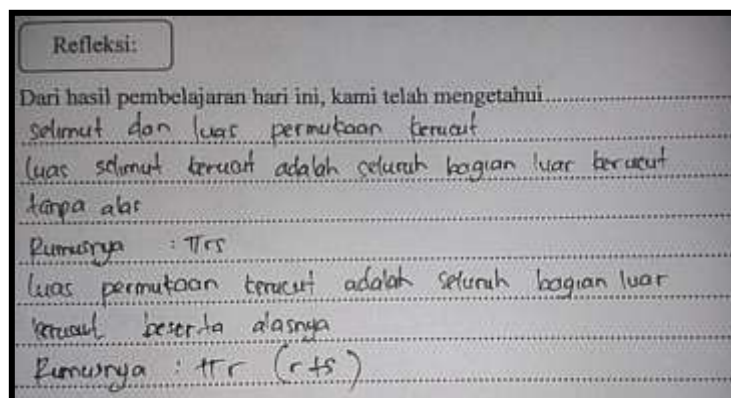 Refleksi:
Dari hasil pembelajaran hari ini, kami telah mengetahui..............................
selimut dan luas permukaan kerucut
luas selimut kerucut adalah seluruh bagian luar kerucut
tanpa alas
Rumusnya : πrs
luas permukaan kerucut adalah seluruh bagian luar
kerucut beserta alasnya
Rumusnya : πr (r+s)